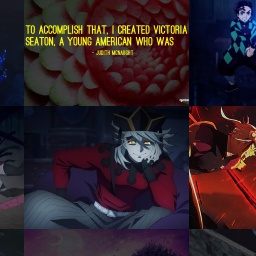 TO ACCOMPLISH THAT, I CREATED VICTORIA
SEATON, A YOUNG AMERICAN WHO WAS
- JUDITH MCNAUGHT